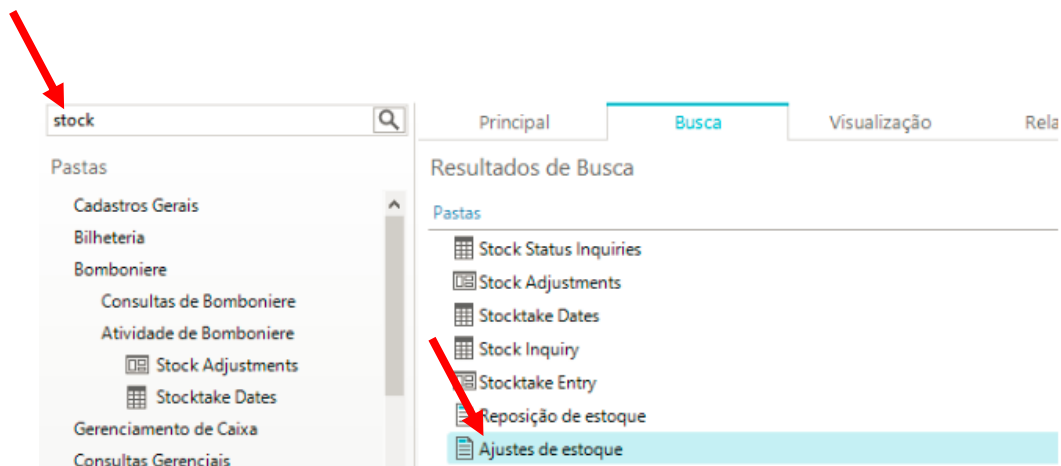 stock
Pastas
Cadastros Gerais
Bilheteria
Bomboniere
Consultas de Bomboniere
Atividade de Bomboniere
Stock Adjustments
Stocktake Dates
Gerenciamento de Caixa
Consultas Gerenciais
Principal Busca Visualização Rela
Resultados de Busca
Pastas
Stock Status Inquiries
Stock Adjustments
Stocktake Dates
Stock Inquiry
Stocktake Entry
Reposição de estoque
Ajustes de estoque